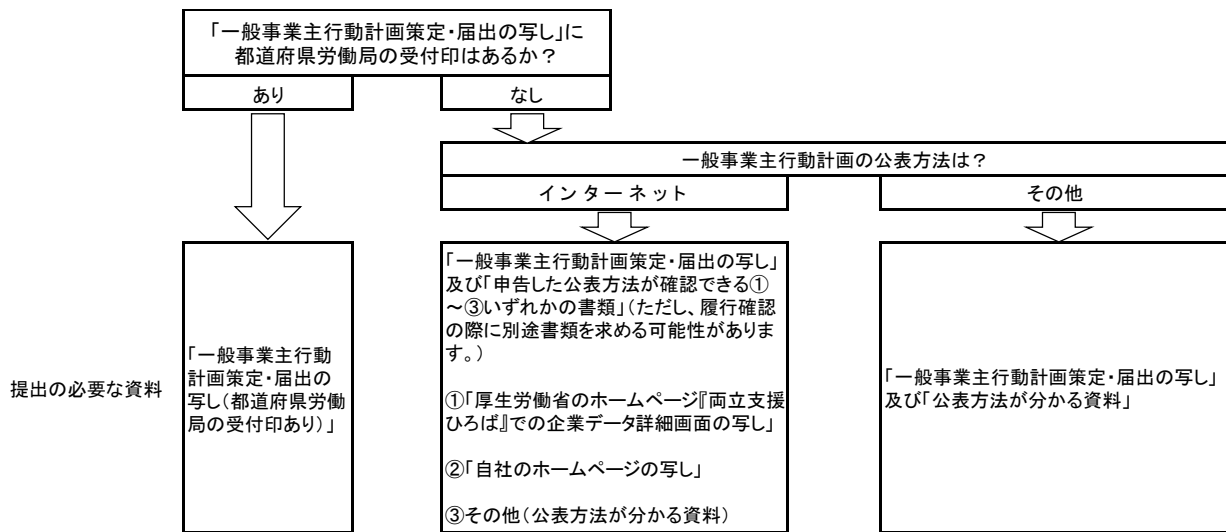 「一般事業主行動計画策定・届出の写し」に
都道府県労働局の受付印はあるか？
あり
なし
一般事業主行動計画の公表方法は？
インターネット
その他
提出の必要な資料
「一般事業主行動
計画策定・届出の
写し（都道府県労働
局の受付印あり）」
「一般事業主行動計画策定・届出の写し」
及び「申告した公表方法が確認できる①
～③いずれかの書類」（ただし、履行確認
の際に別途書類を求める可能性がありま
す。）
①「厚生労働省のホームページ『両立支援
ひろば』での企業データ詳細画面の写し」
②「自社のホームページの写し」
③その他（公表方法が分かる資料）
「一般事業主行動計画策定・届出の写し」
及び「公表方法が分かる資料」